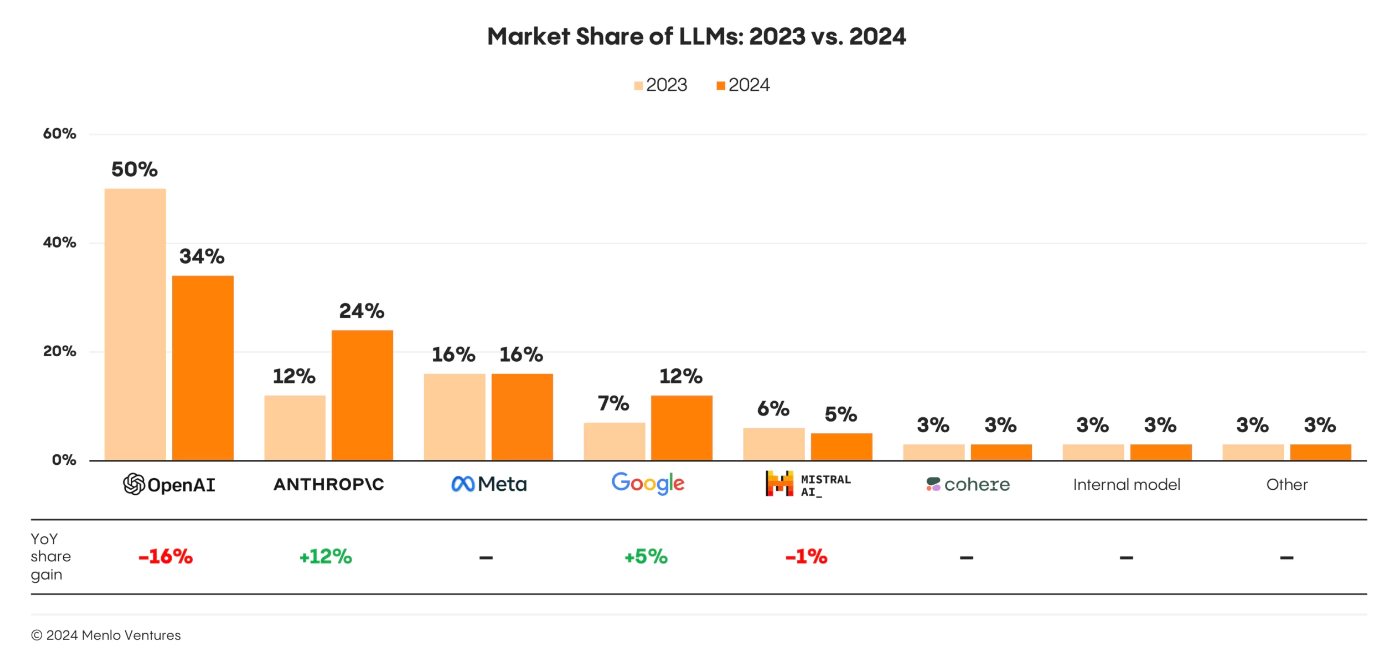 Market Share of LLMs: 2023 vs. 2024
2023 2024
60%
40%
20%
0%
50% 34% 12% 24% 16% 16% 7% 12% 6% 5% 3% 3% 3% 3% 3% 3%
OpenAI ANTHROP\C Meta Google MISTRAL AI_ cohere Internal model Other
YoY
share
gain
-16% +12% – +5% -1% – – –
© 2024 Menlo Ventures